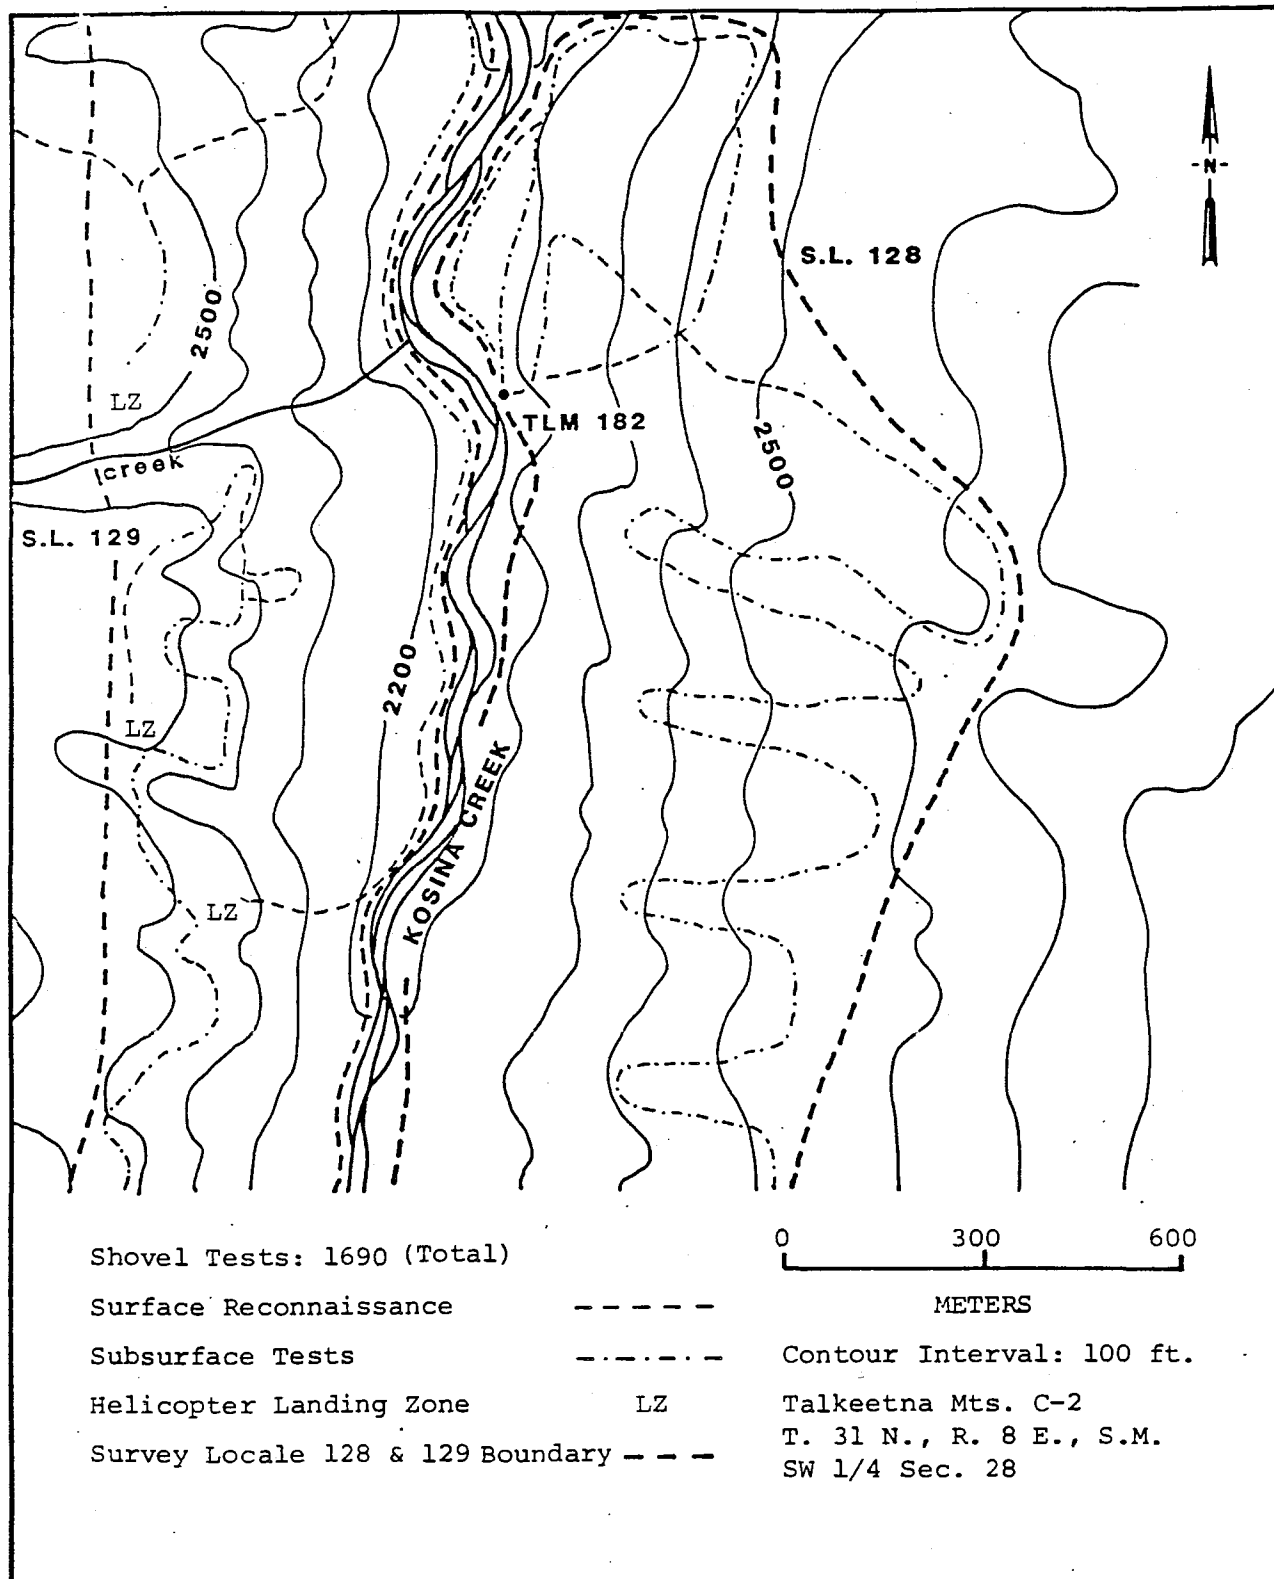 N
S.L. 128
2500
LZ
TLM 182
2500
creek
S.L. 129
2200
LZ
KOSINA CREEK
LZ
0 300 600
METERS
Shovel Tests: 1690 (Total)
Surface Reconnaissance
Subsurface Tests
Helicopter Landing Zone LZ
Survey Locale 128 & 129 Boundary
Contour Interval: 100 ft.
Talkeetna Mts. C-2
T. 31 N., R. 8 E., S.M.
SW 1/4 Sec. 28